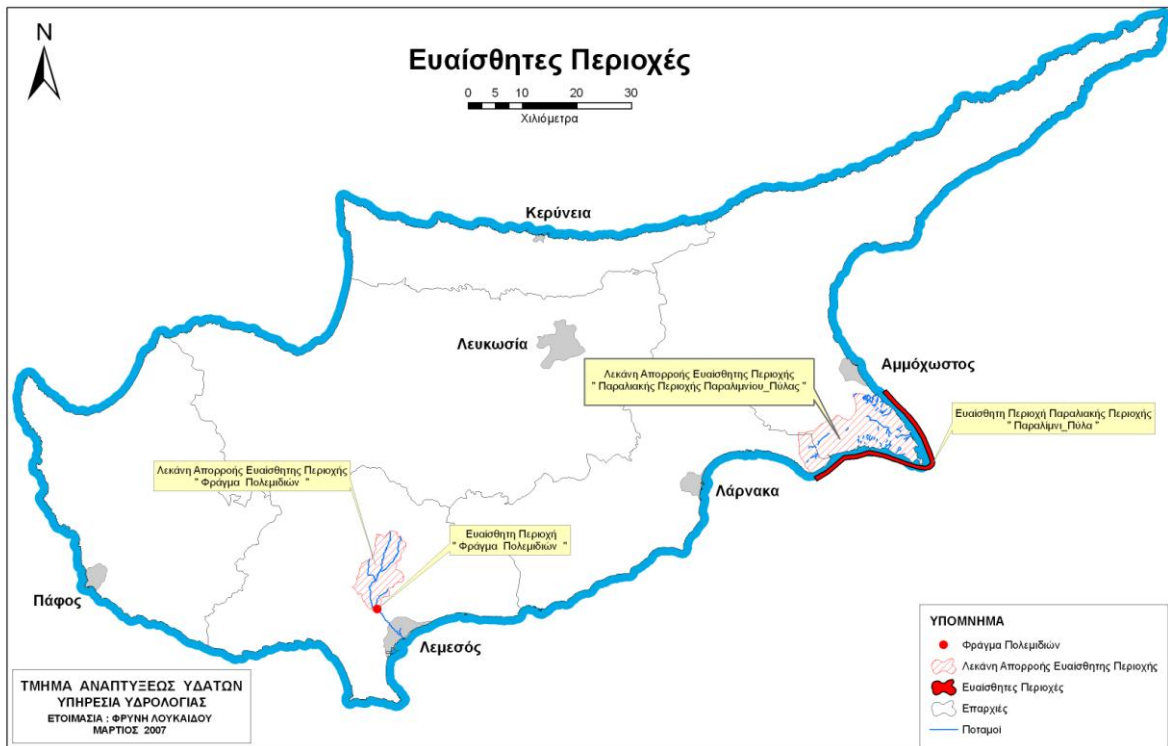 N
Ευαίσθητες Περιοχές
0 5 10 20 30
Χιλιόμετρα
Κερύνεια
Λευκωσία
Αμμόχωστος
Λεκάνη Απορροής Ευαίσθητης Περιοχής
" Παραλιακής Περιοχής Παραλιμνίου_Πύλας "
Ευαίσθητη Περιοχή Παραλιακής Περιοχής
" Παραλίμνι_Πύλα "
Λεκάνη Απορροής Ευαίσθητης Περιοχής
" Φράγμα Πολεμιδιών "
Λάρνακα
Ευαίσθητη Περιοχή
" Φράγμα Πολεμιδιών "
Πάφος
Λεμεσός
ΥΠΟΜΝΗΜΑ
Φράγμα Πολεμιδιών
Λεκάνη Απορροής Ευαίσθητης Περιοχής
Ευαίσθητες Περιοχές
Επαρχιές
Ποταμοί
ΤΜΗΜΑ ΑΝΑΠΤΥΞΕΩΣ ΥΔΑΤΩΝ
ΥΠΗΡΕΣΙΑ ΥΔΡΟΛΟΓΙΑΣ
ΕΤΟΙΜΑΣΙΑ : ΦΡΥΝΗ ΛΟΥΚΑΙΔΟΥ
ΜΑΡΤΙΟΣ 2007